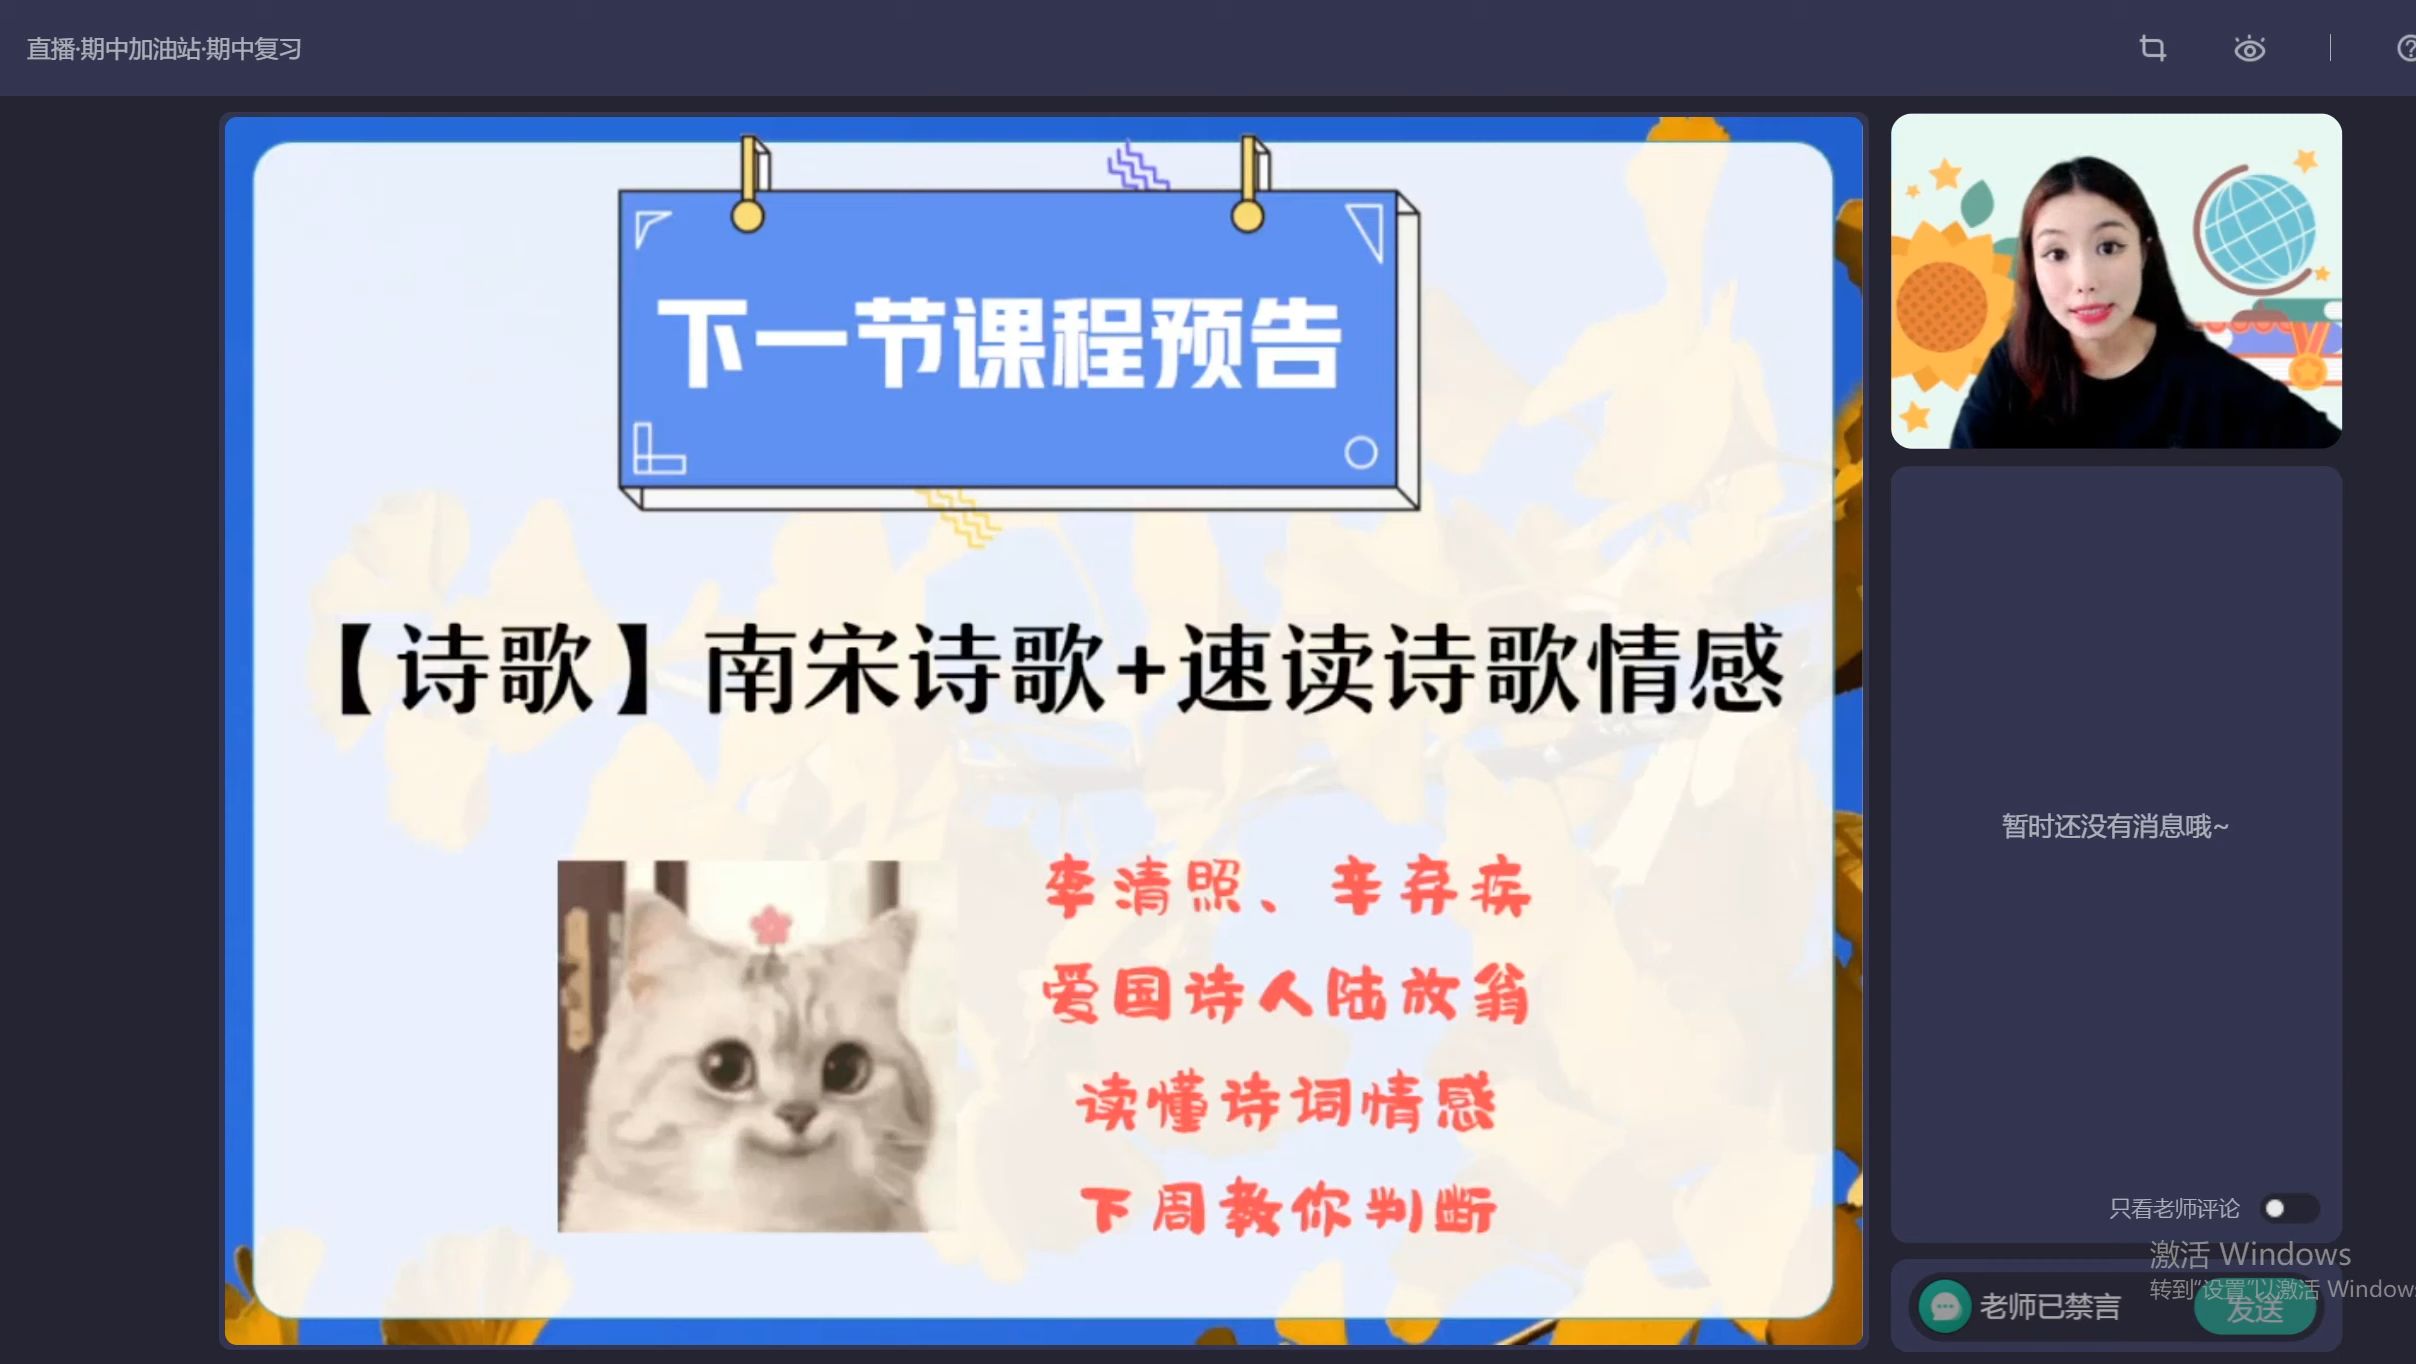 直播·期中加油站·期中复习
下一节课程预告
【诗歌】南宋诗歌+速读诗歌情感
李清照、辛弃疾
爱国诗人陆放翁
读懂诗词情感
下周教你判断
暂时还没有消息哦~
只看老师评论
激活 Windows
转到“设置”以激活 Windows
老师已禁言
发送